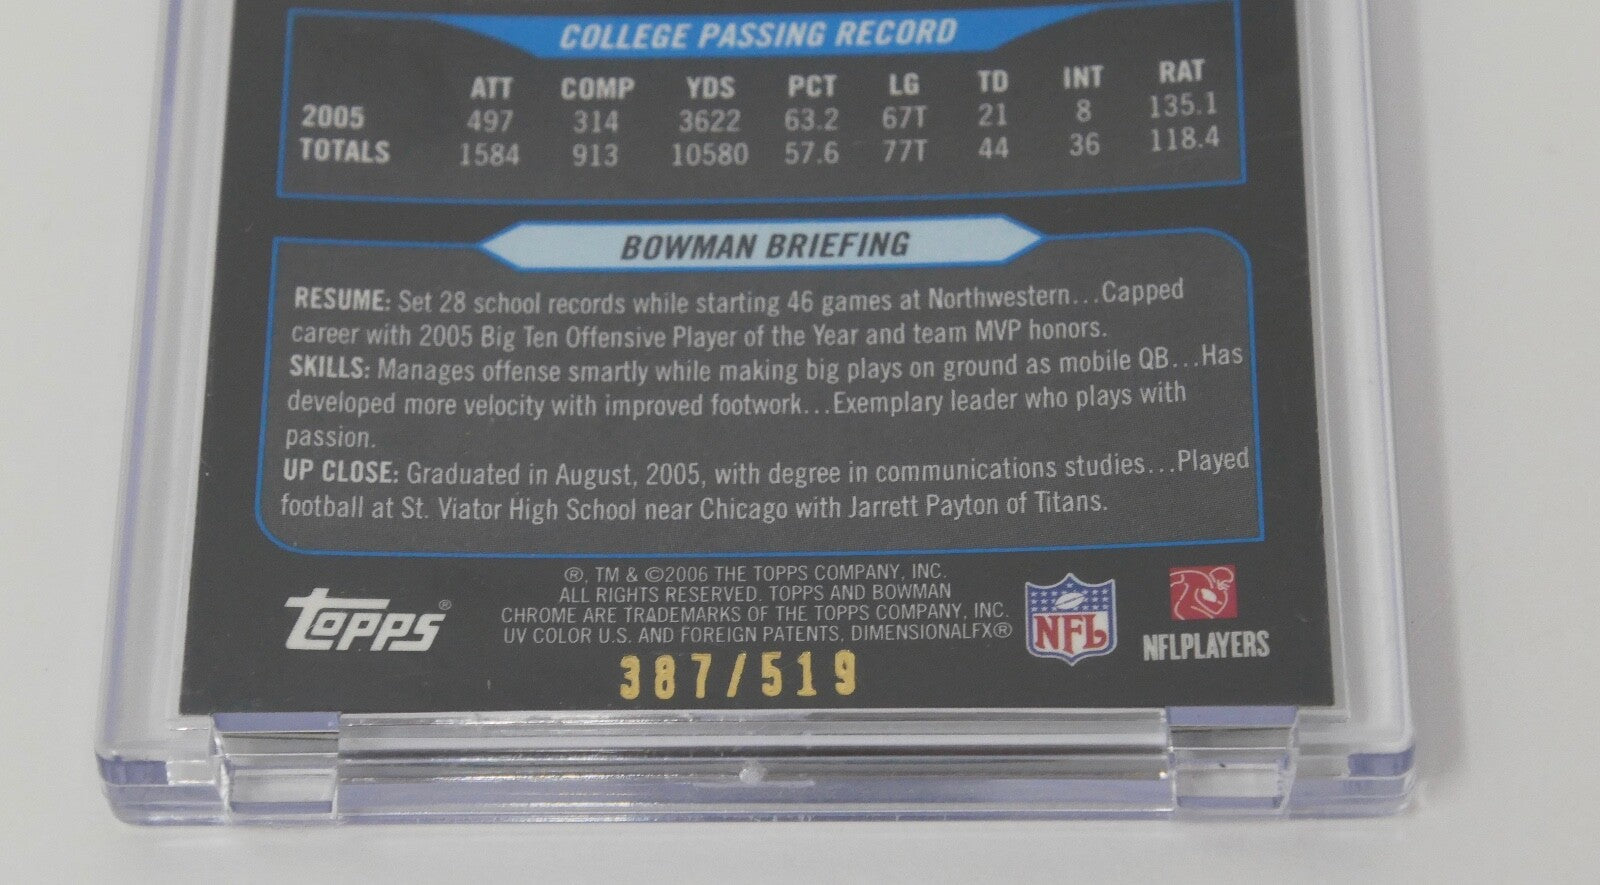 COLLEGE PASSING RECORD
ATT COMP YDS PCT LG TD INT RAT
2005 497 314 3622 63.2 67T 21 8 135.1
TOTALS 1584 913 10580 57.6 77T 44 36 118.4
BOWMAN BRIEFING
RESUME: Set 28 school records while starting 46 games at Northwestern...Capped
career with 2005 Big Ten Offensive Player of the Year and team MVP honors.
SKILLS: Manages offense smartly while making big plays on ground as mobile QB...Has
developed more velocity with improved footwork...Exemplary leader who plays with
passion.
UP CLOSE: Graduated in August, 2005, with degree in communications studies...Played
football at St. Viator High School near Chicago with Jarrett Payton of Titans.
Topps®
®, TM & ©2006 THE TOPPS COMPANY, INC.
ALL RIGHTS RESERVED. TOPPS AND BOWMAN
CHROME ARE TRADEMARKS OF THE TOPPS COMPANY, INC.
UV COLOR U.S. AND FOREIGN PATENTS, DIMENSIONALFX®
NFL
NFLPLAYERS
387/519